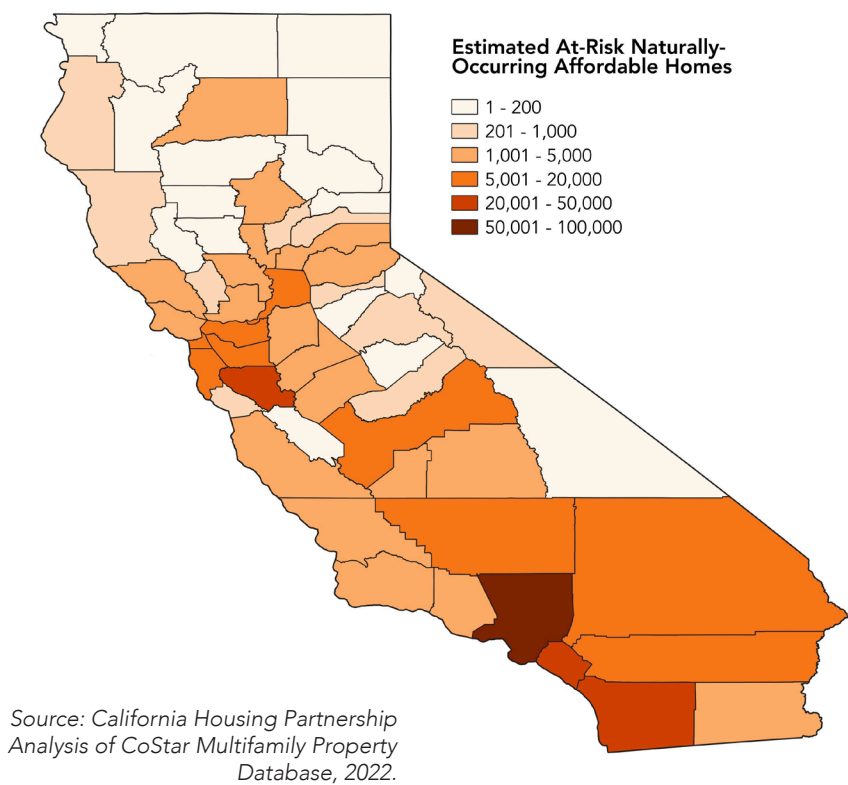 Estimated At-Risk Naturally-
Occurring Affordable Homes
1 - 200
201 - 1,000
1,001 - 5,000
5,001 - 20,000
20,001 - 50,000
50,001 - 100,000
Source: California Housing Partnership
Analysis of CoStar Multifamily Property
Database, 2022.